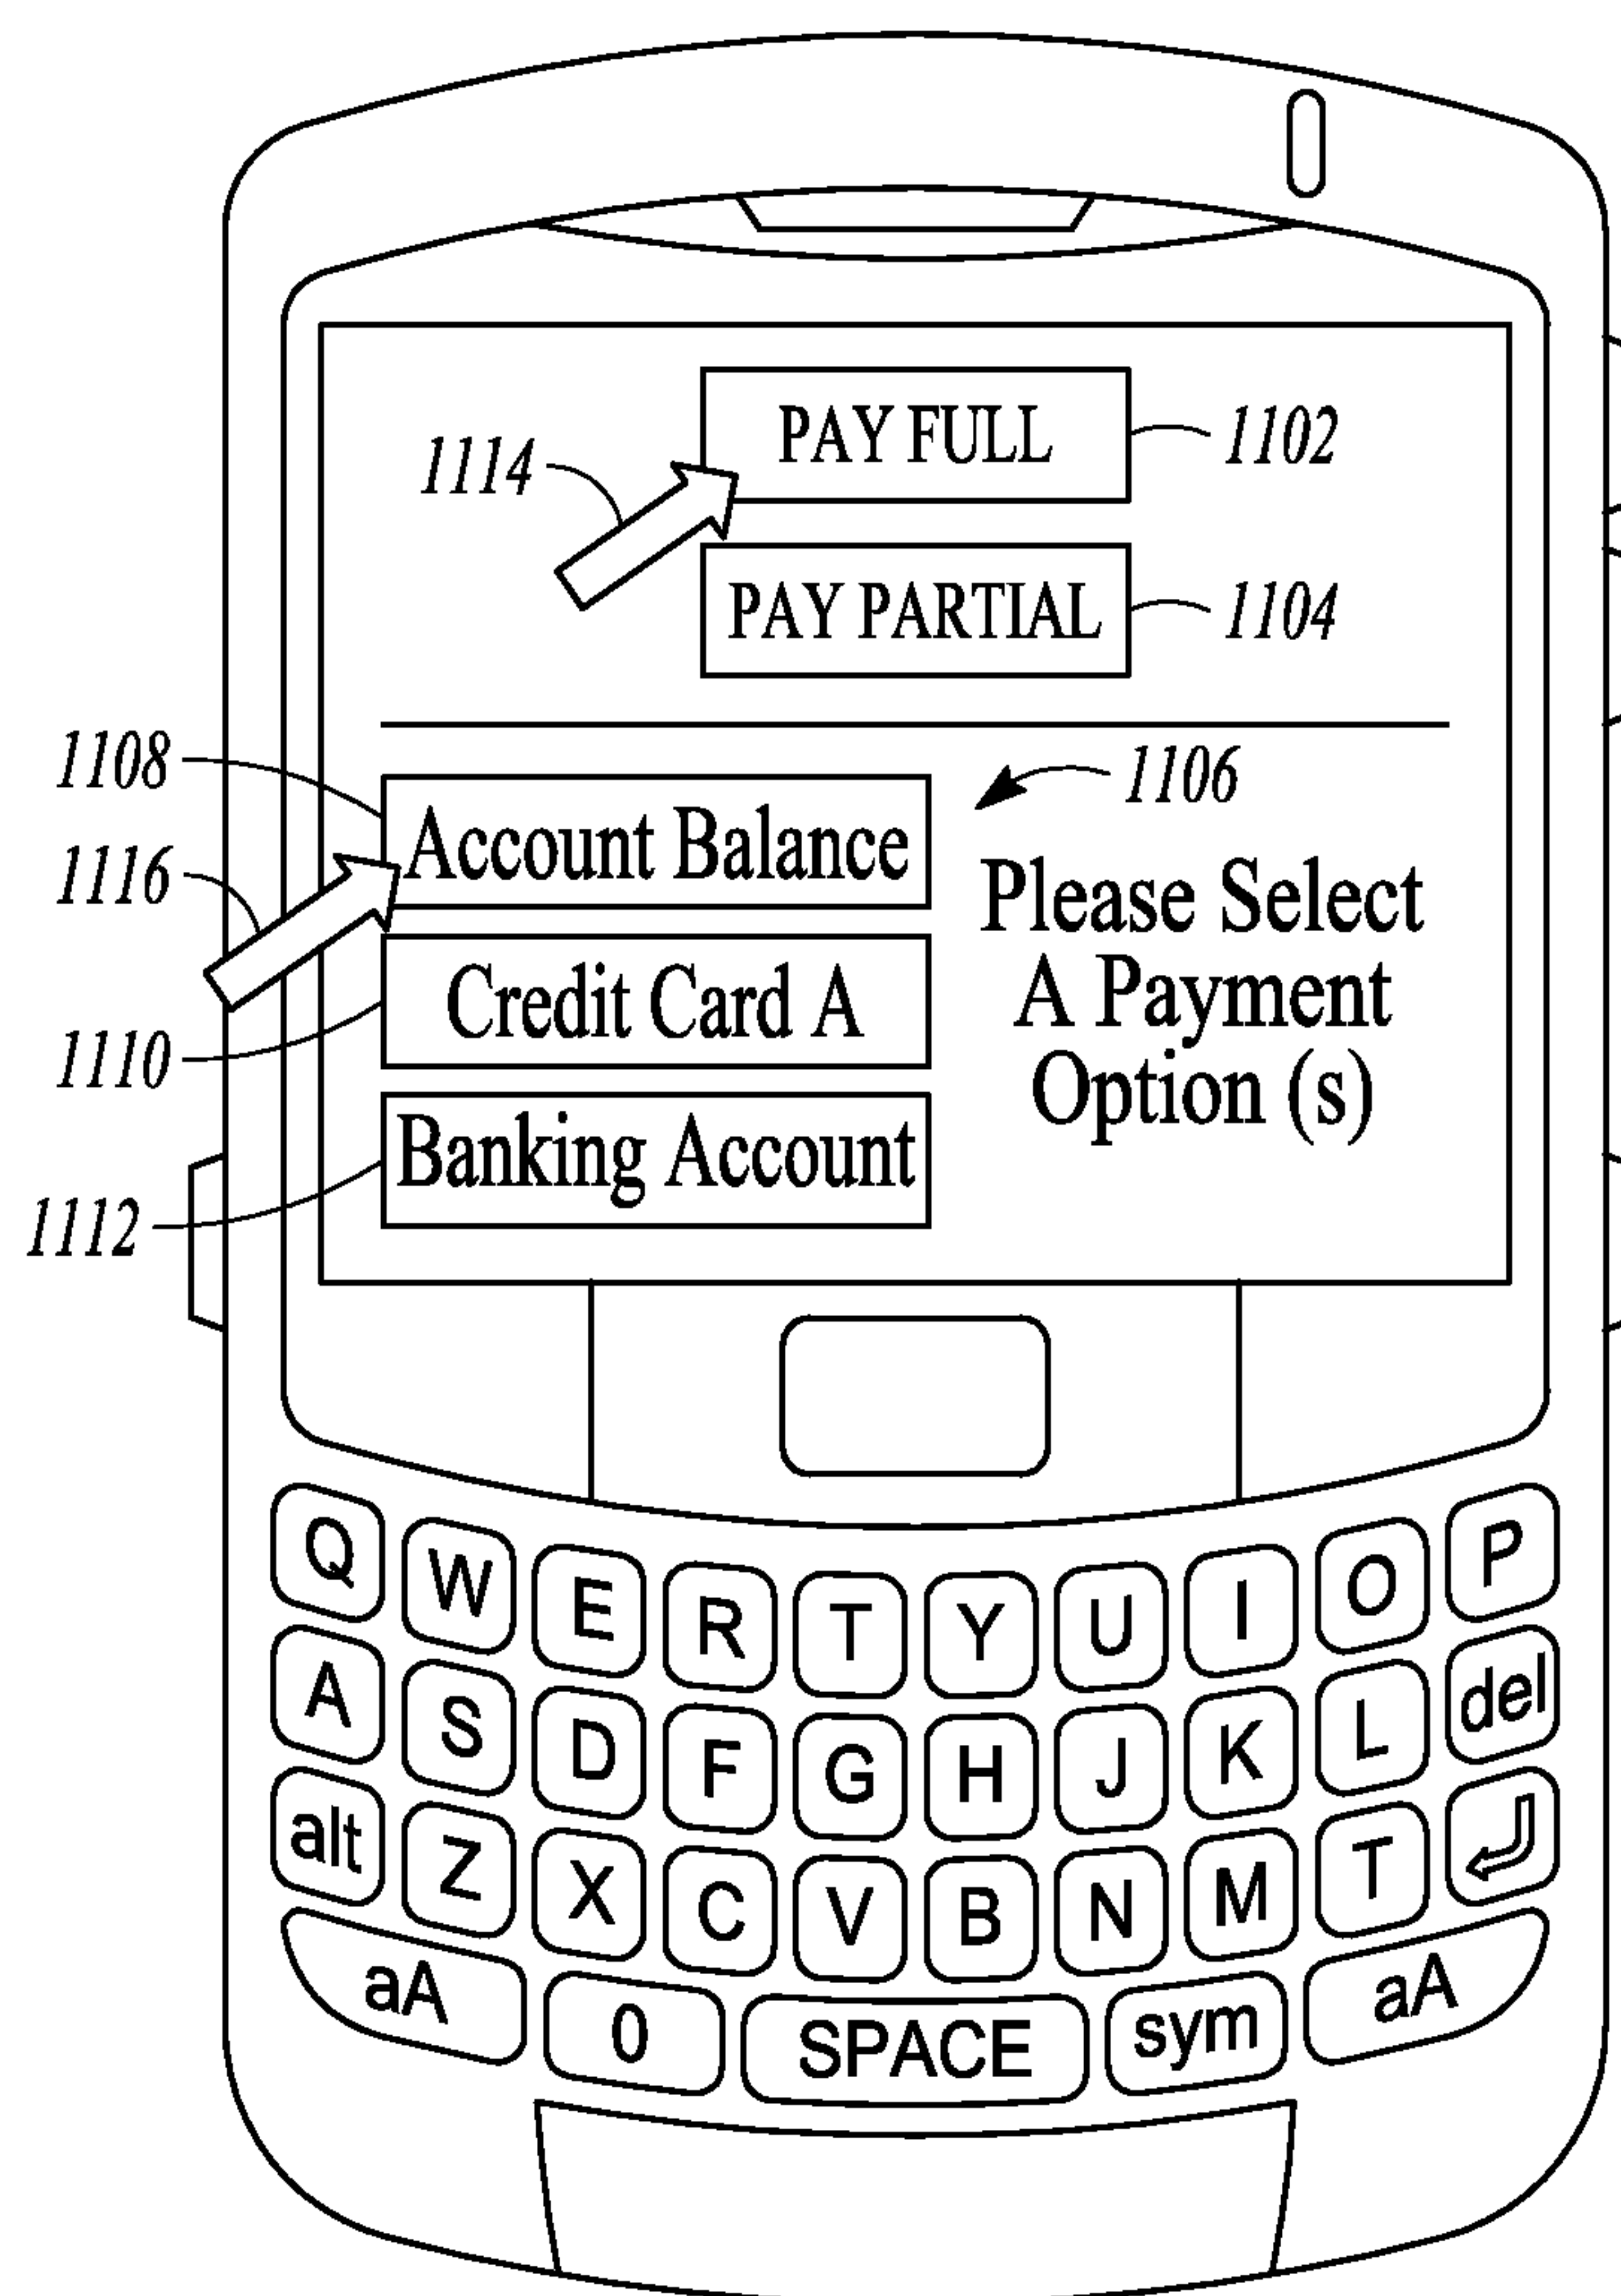 PAY FULL
1102
1114
PAY PARTIAL
1104
1108
1106
Account Balance
1116
Please Select
A Payment
Option (s)
Credit Card A
1110
Banking Account
1112
Q W E R T Y U I O P
A S D F G H J K L del
alt Z X C V B N M T
aA 0 SPACE sym aA